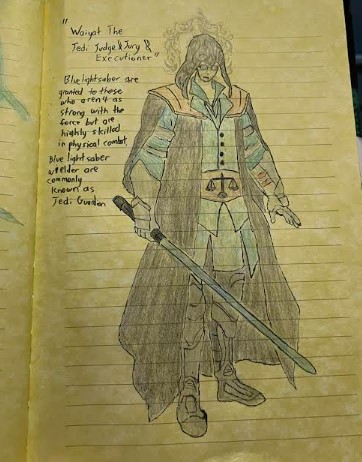 "Waiyat The
Jedi Judge & Jury &
Executioner"
Blue lightsaber are
granted to those
who aren't as
strong with the
force but are
highly skilled
in physical combat
Blue lightsaber
wielder are
commonly
known as
Jedi Guardian